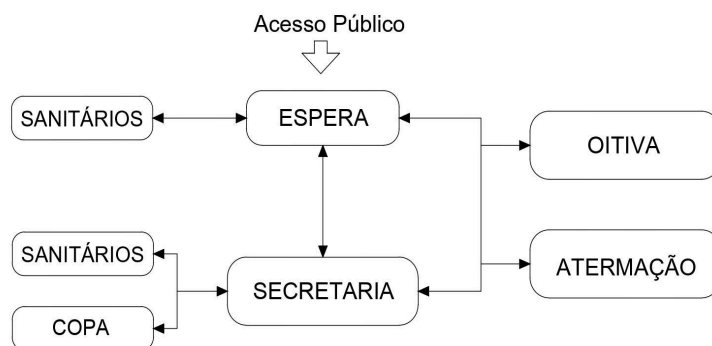 Acesso Público
SANITÁRIOS
ESPERA
OITIVA
SANITÁRIOS
SECRETARIA
ATERMAÇÃO
COPA